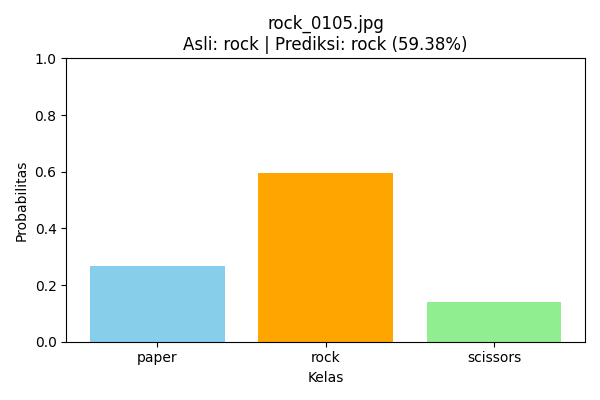 rock_0105.jpg
Asli: rock | Prediksi: rock (59.38%)
1.0
0.8
0.6
0.4
0.2
0.0
Probabilitas
paper rock scissors
Kelas